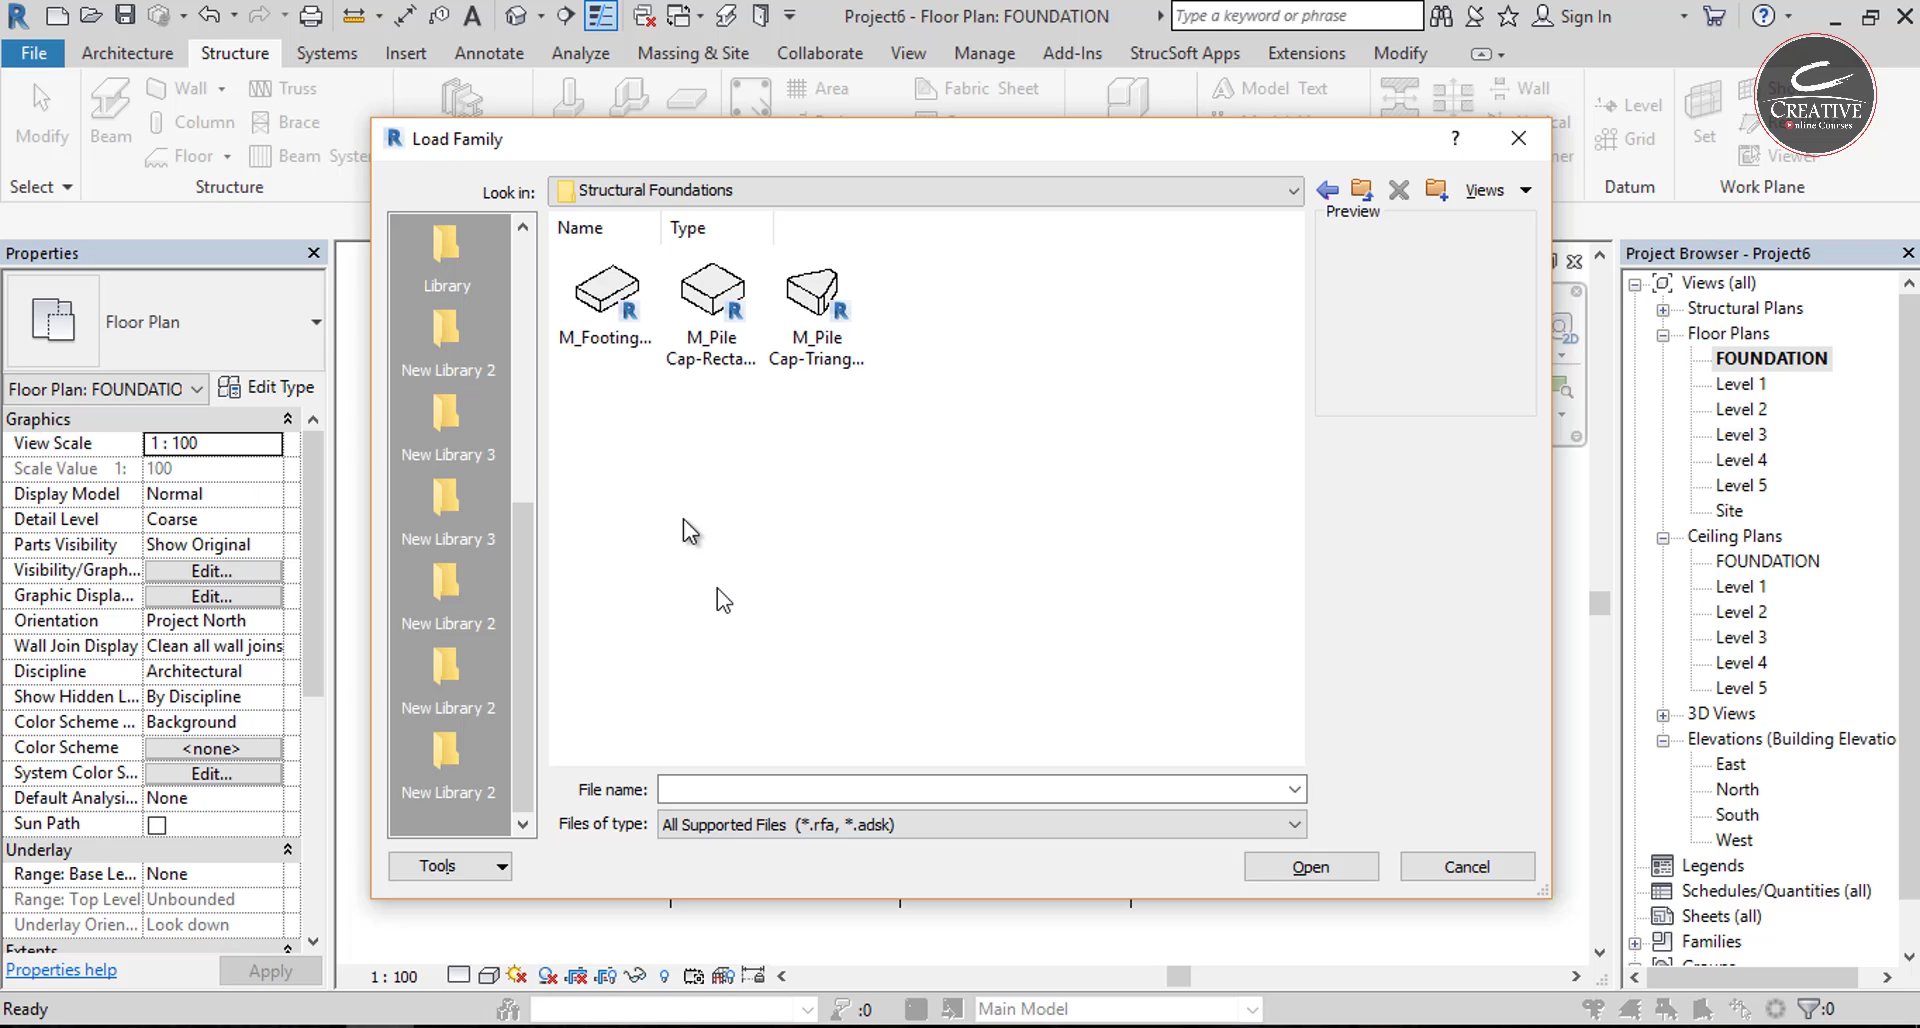 Project6 - Floor Plan: FOUNDATION
Type a keyword or phrase
Sign In
File
Architecture
Structure
Systems
Insert
Annotate
Analyze
Massing & Site
Collaborate
View
Manage
Add-Ins
StrucSoft Apps
Extensions
Modify
Modify
Select
Beam
Wall
Column
Floor
Truss
Brace
Beam Syste
Structure
Area
Fabric Sheet
Model Text
Wall
Level
Grid
Datum
Set
Viewer
Work Plane
CREATIVE
Online Courses
Load Family
Look in:
Structural Foundations
Views
Preview
Name
Type
M_Footing...
M_Pile
Cap-Recta...
M_Pile
Cap-Triang...
Library
New Library 2
New Library 3
New Library 3
New Library 2
New Library 2
New Library 2
File name:
Files of type:
All Supported Files (*.rfa, *.adsk)
Tools
Open
Cancel
Properties
Floor Plan
Floor Plan: FOUNDATIO
Edit Type
Graphics
View Scale
1 : 100
Scale Value 1:
100
Display Model
Normal
Detail Level
Coarse
Parts Visibility
Show Original
Visibility/Graph...
Edit...
Graphic Displa...
Edit...
Orientation
Project North
Wall Join Display
Clean all wall joins
Discipline
Architectural
Show Hidden L...
By Discipline
Color Scheme ...
Background
Color Scheme
<none>
System Color S...
Edit...
Default Analysi...
None
Sun Path
Underlay
Range: Base Le...
None
Range: Top Level
Unbounded
Underlay Orien...
Look down
Extents
Properties help
Apply
1 : 100
2D
Project Browser - Project6
Views (all)
Structural Plans
Floor Plans
FOUNDATION
Level 1
Level 2
Level 3
Level 4
Level 5
Site
Ceiling Plans
FOUNDATION
Level 1
Level 2
Level 3
Level 4
Level 5
3D Views
Elevations (Building Elevatio
East
North
South
West
Legends
Schedules/Quantities (all)
Sheets (all)
Families
Ready
:0
Main Model
:0